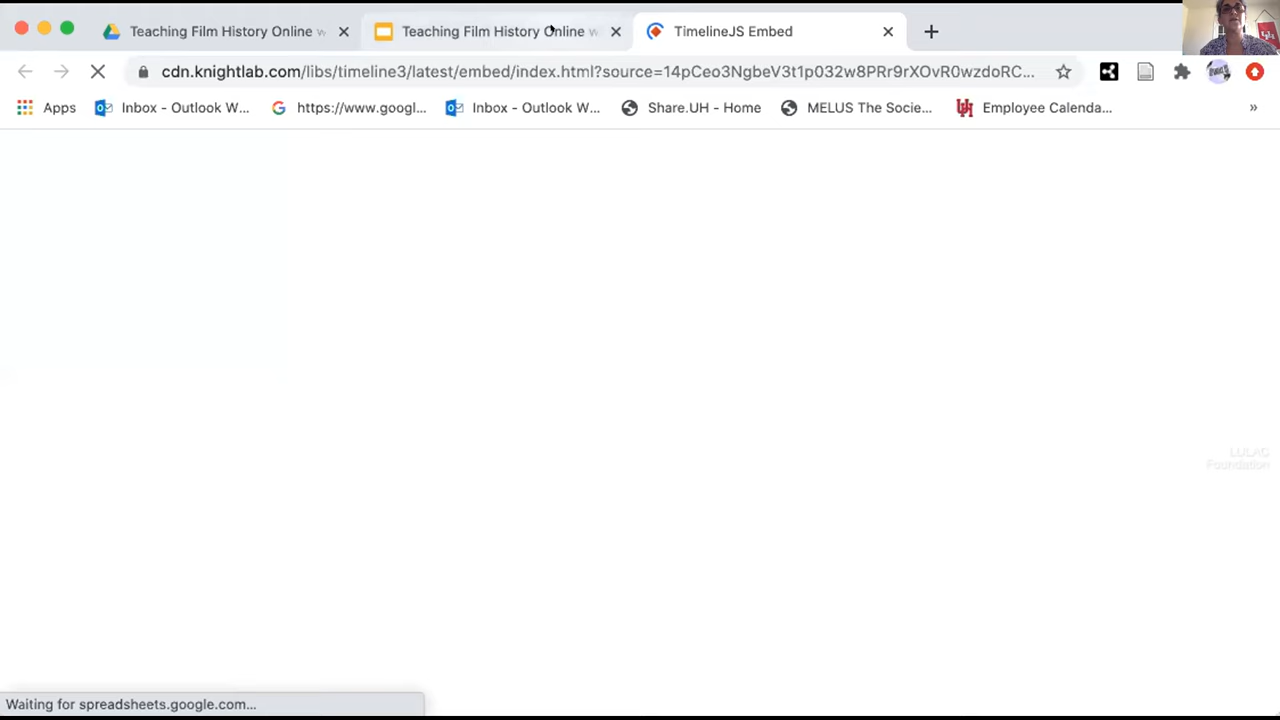 Teaching Film History Online w
Teaching Film History Online w
TimelineJS Embed
cdn.knightlab.com/libs/timeline3/latest/embed/index.html?source=14pCeo3NgbeV3t1p032w8PRr9rXOvR0wzdoRC...
Apps
Inbox - Outlook W...
https://www.googl...
Inbox - Outlook W...
Share.UH - Home
MELUS The Socie...
Employee Calenda...
»
LULAC
Foundation
Waiting for spreadsheets.google.com...